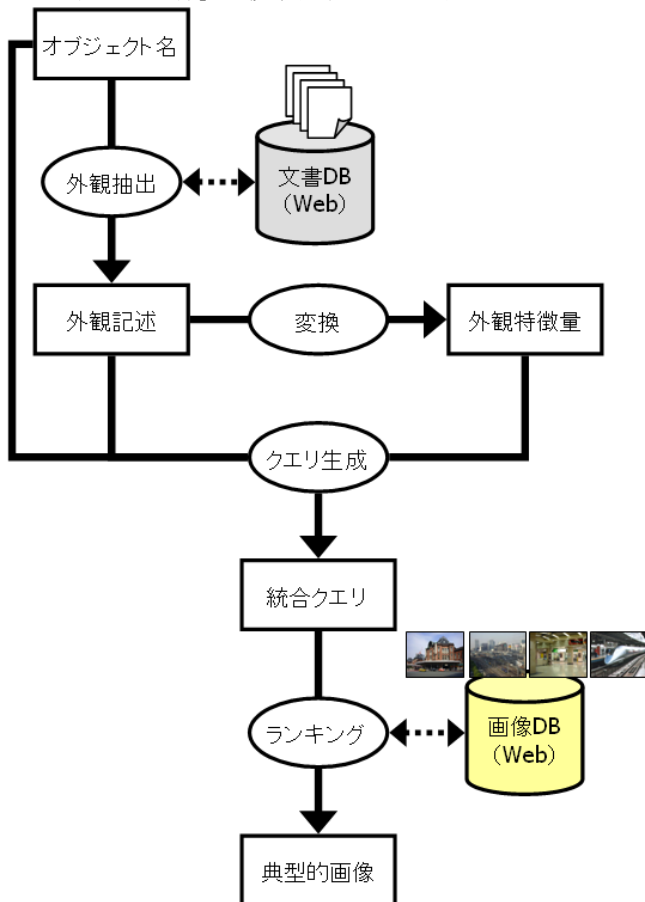 オブジェクト名
外観抽出
文書DB
(Web)
外観記述
変換
外観特徴量
クエリ生成
統合クエリ
ランキング
画像DB
(Web)
典型的画像